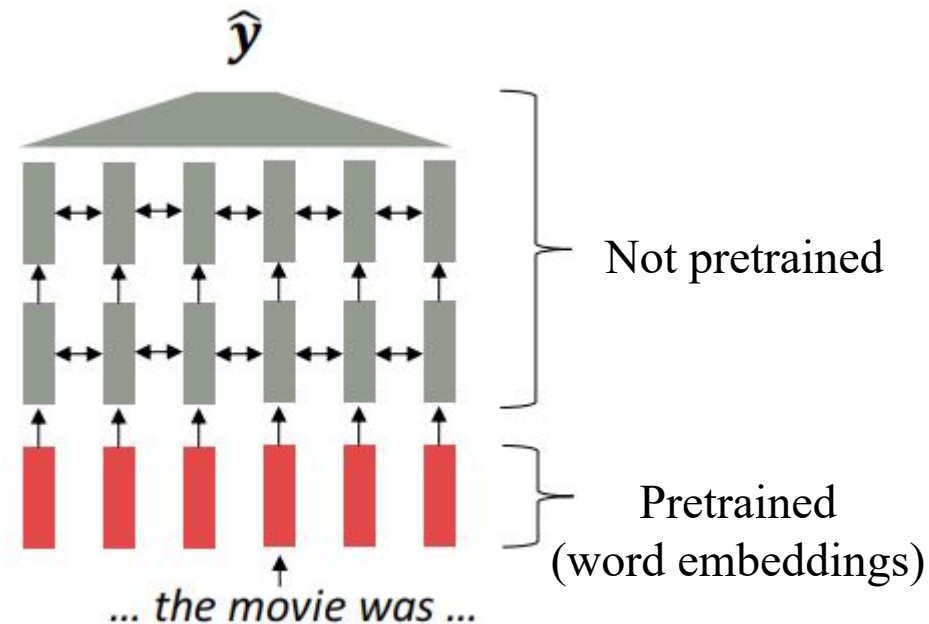 ŷ
Not pretrained
Pretrained
(word embeddings)
... the movie was ...